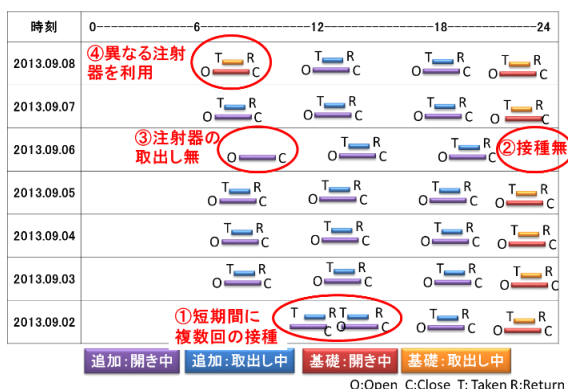 時刻 0------------------6------------------12------------------18------------------24
④異なる注射
器を利用
2013.09.08 T R O C T R O C T R O C T R O C
2013.09.07 T R O C T R O C T R O C T R O C
③注射器の
取出し無
2013.09.06 O C T R O C T R O C ②接種無
2013.09.05 T R O C T R O C T R O C T R O C
2013.09.04 T R O C T R O C T R O C T R O C
2013.09.03 T R O C T R O C T R O C T R O C
①短期間に
複数回の接種
2013.09.02 T R O C T R O C T R O C T R O C
追加：開き中 追加：取出し中 基礎：開き中 基礎：取出し中
O:Open C:Close T: Taken R:Return